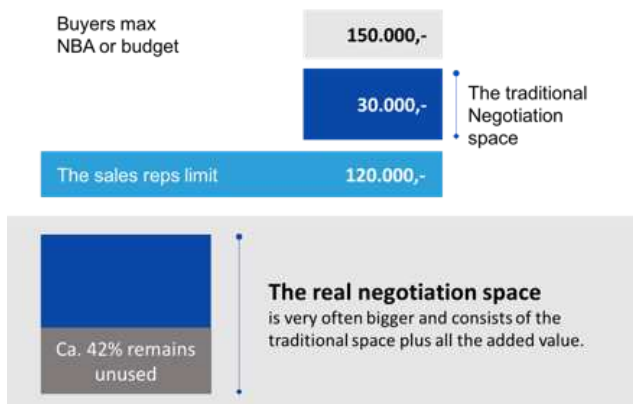 Buyers max
NBA or budget
150.000,-
30.000,-
The traditional
Negotiation
space
The sales reps limit
120.000,-
Ca. 42% remains
unused
The real negotiation space
is very often bigger and consists of the
traditional space plus all the added value.